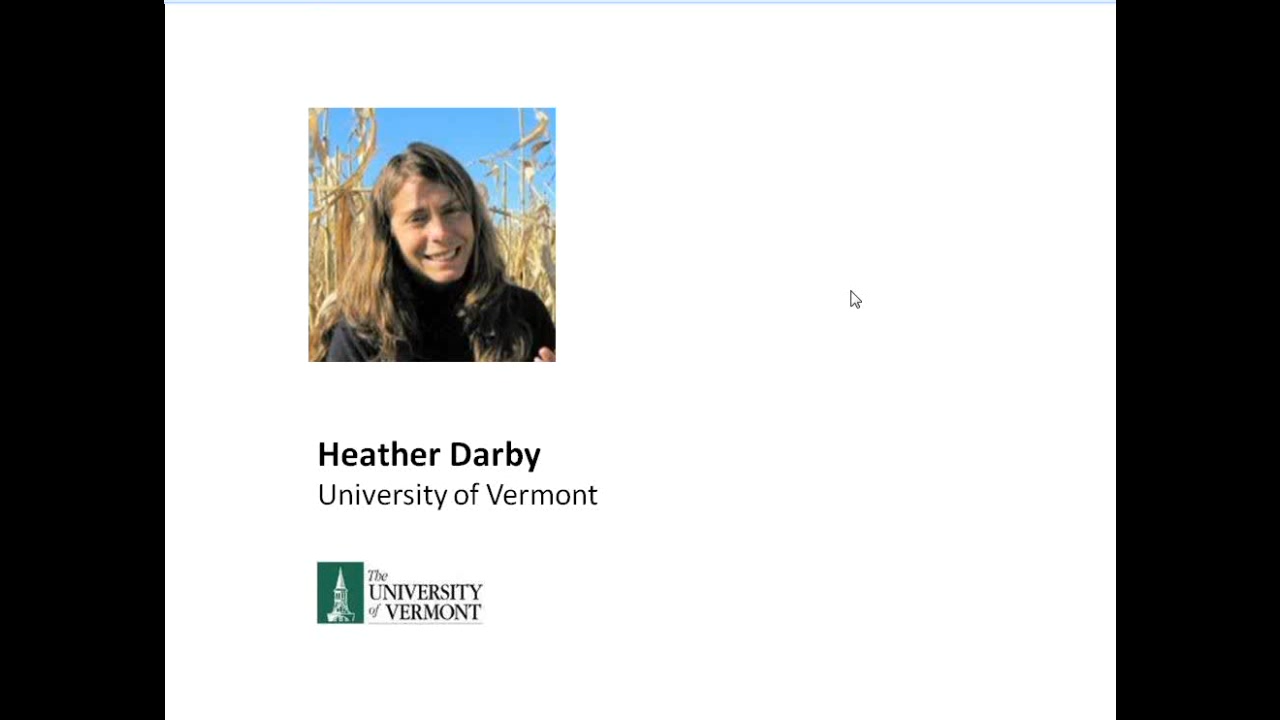 Heather Darby
University of Vermont
The
UNIVERSITY
of VERMONT